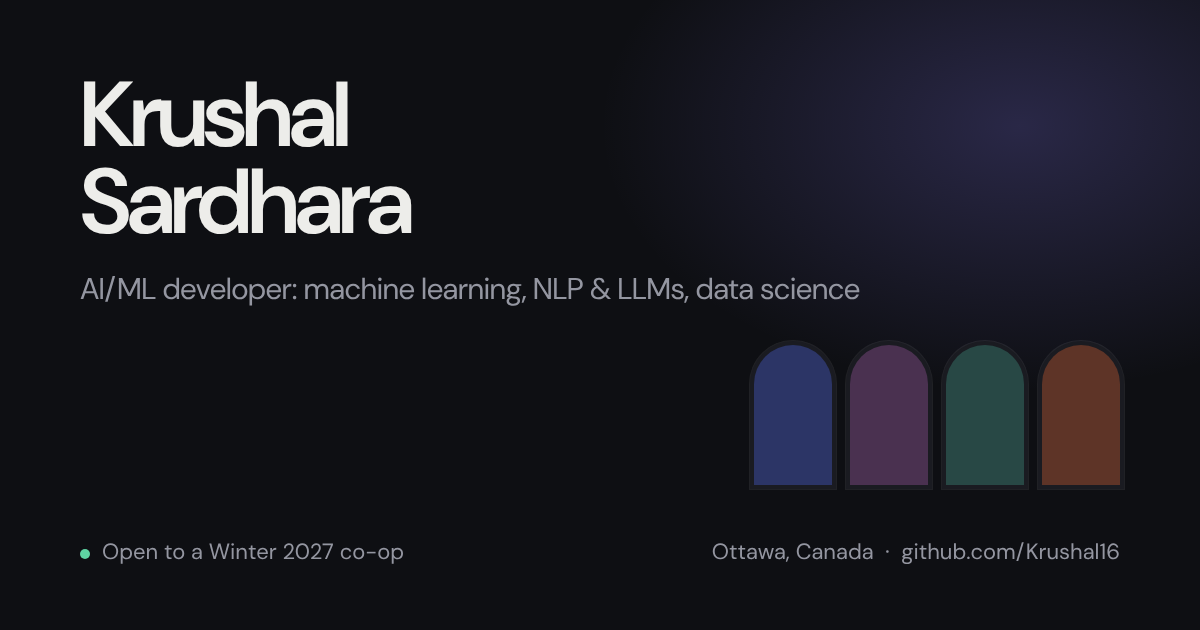 Krushal
Sardhara
AI/ML developer: machine learning, NLP & LLMs, data science
Open to a Winter 2027 co-op
Ottawa, Canada · github.com/Krushal16